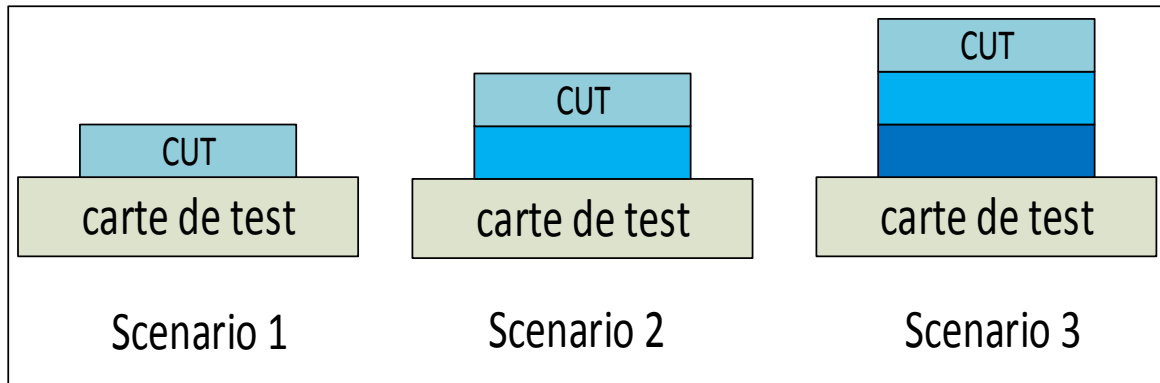 CUT
carte de test
Scenario 1
CUT
carte de test
Scenario 2
CUT
carte de test
Scenario 3